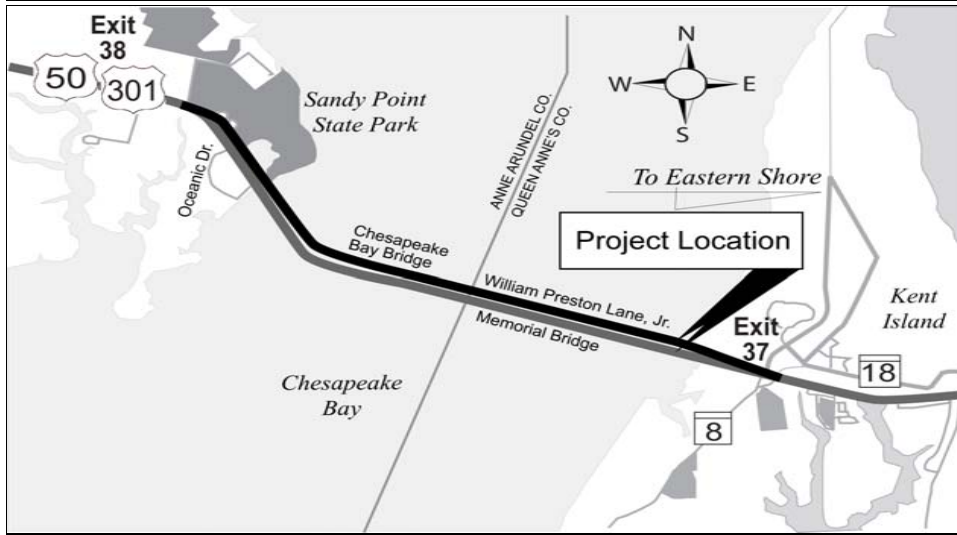 Exit
38
50
301
Sandy Point
State Park
Oceanic Dr.
ANNE ARUNDEL CO.
QUEEN ANNE'S CO.
N
W
E
S
To Eastern Shore
Project Location
Chesapeake
Bay Bridge
William Preston Lane, Jr.
Memorial Bridge
Exit
37
Kent
Island
18
8
Chesapeake
Bay